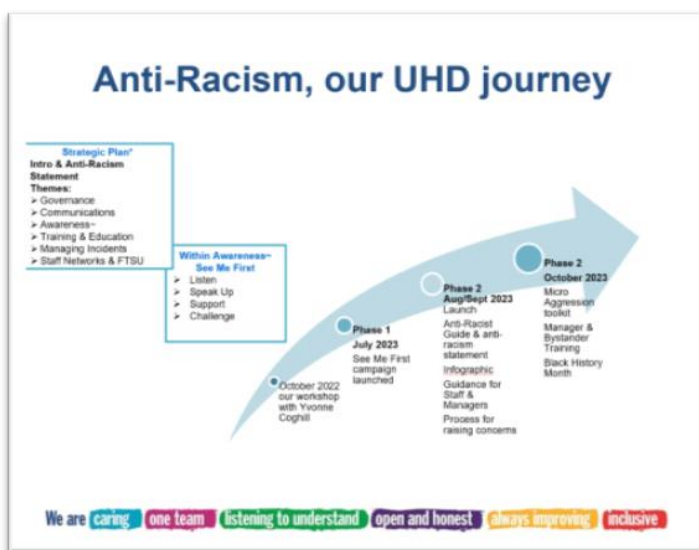 Anti-Racism, our UHD journey
Strategic Plan*
Intro & Anti-Racism
Statement
Themes:
➢ Governance
➢ Communications
➢ Awareness~
➢ Training & Education
➢ Managing Incidents
➢ Staff Networks & FTSU
Within Awareness~
See Me First
➢ Listen
➢ Speak Up
➢ Support
➢ Challenge
October 2022
our workshop
with Yvonne
Coghill
Phase 1
July 2023
See Me First
campaign
launched
Phase 2
Aug/Sept 2023
Launch
Anti-Racist
Guide & anti-
racism
statement
Infographic
Guidance for
Staff &
Managers
Process for
raising concerns
Phase 2
October 2023
Micro
Aggression
toolkit
Manager &
Bystander
Training
Black History
Month
We are caring one team listening to understand open and honest always improving inclusive